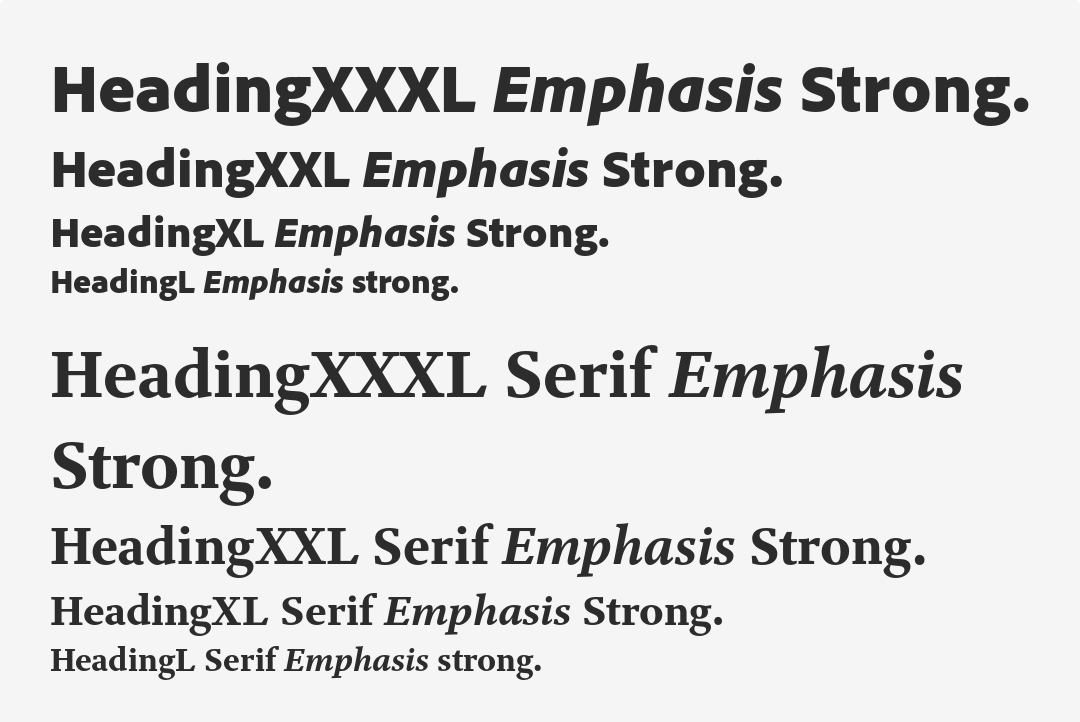 HeadingXXXL Emphasis Strong.
HeadingXXL Emphasis Strong.
HeadingXL Emphasis Strong.
HeadingL Emphasis strong.
HeadingXXXL Serif Emphasis
Strong.
HeadingXXL Serif Emphasis Strong.
HeadingXL Serif Emphasis Strong.
HeadingL Serif Emphasis strong.